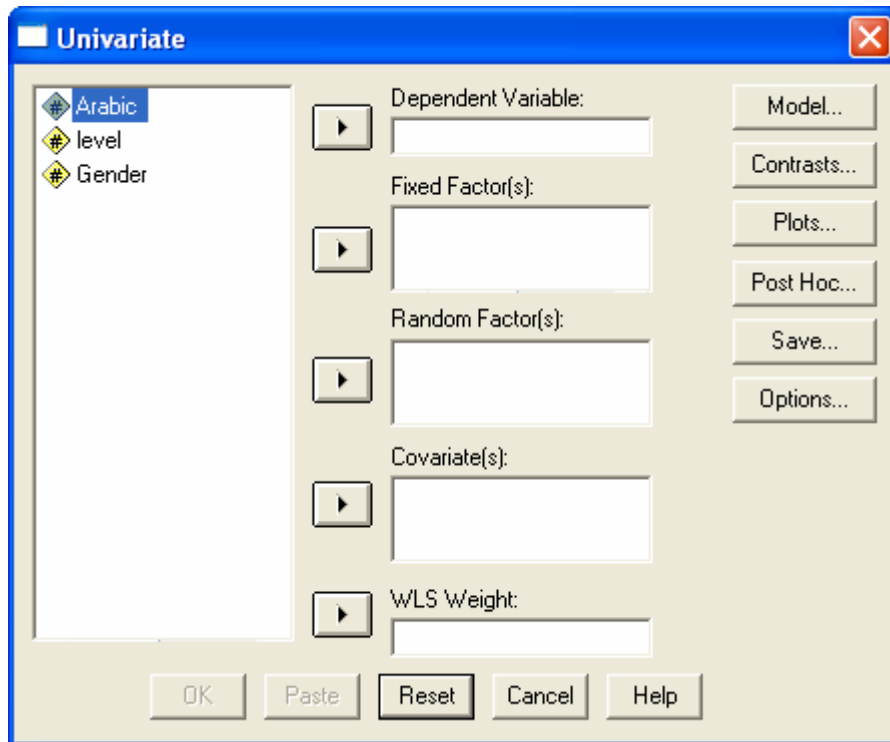 Univariate
Arabic
level
Gender
Dependent Variable:
Fixed Factor(s):
Random Factor(s):
Covariate(s):
WLS Weight:
Model...
Contrasts...
Plots...
Post Hoc...
Save...
Options...
OK
Paste
Reset
Cancel
Help